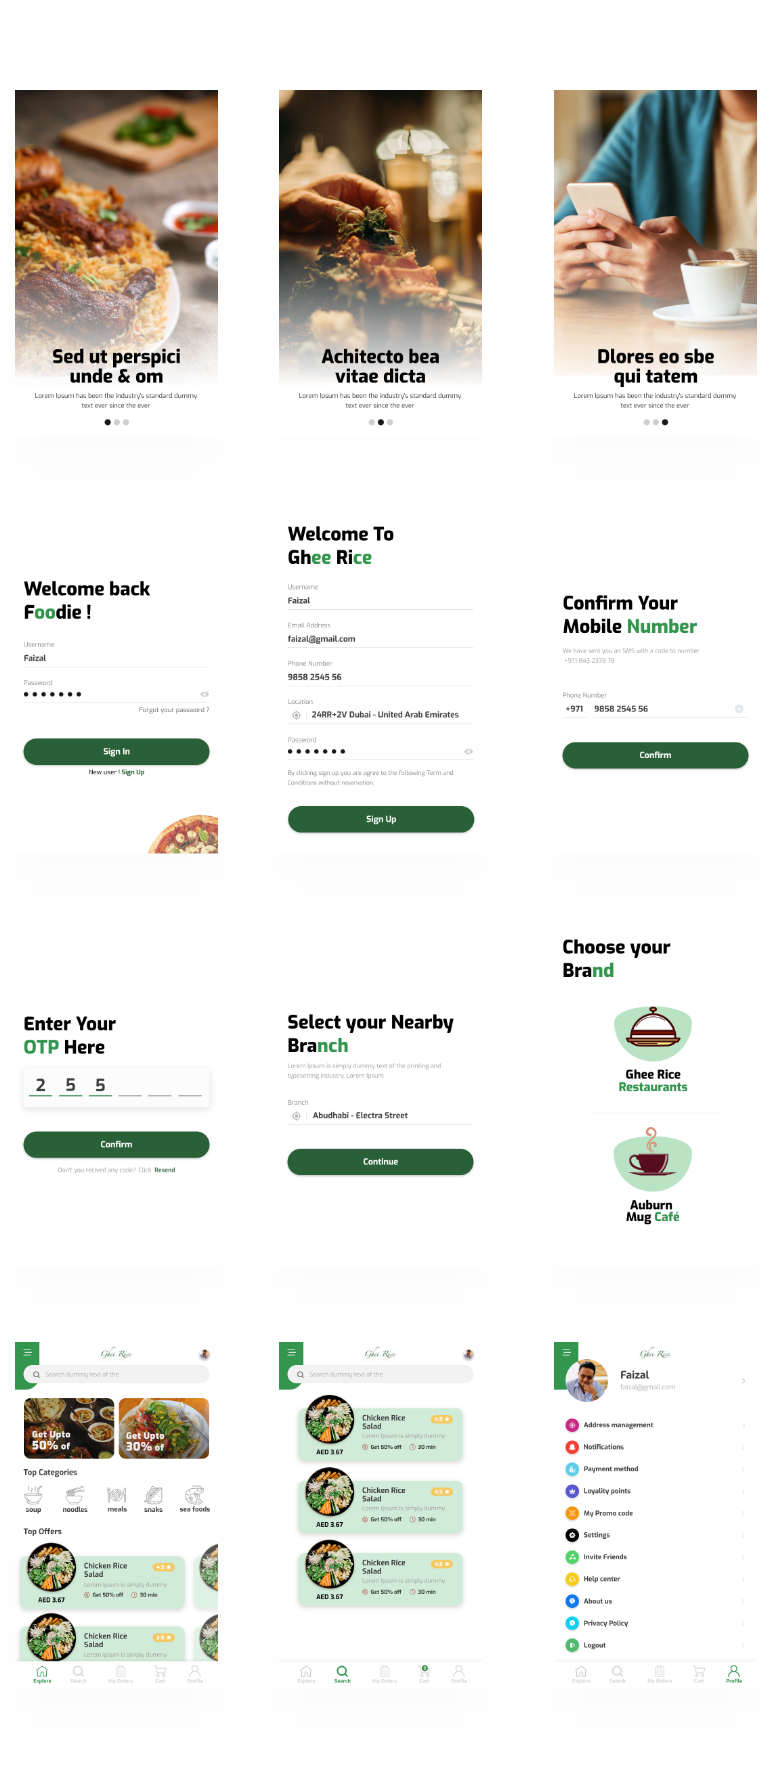 Sed ut perspici
unde & om
Lorem Ipsum has been the industry's standard dummy
text ever since the ever
Achitecto bea
vitae dicta
Lorem Ipsum has been the industry's standard dummy
text ever since the ever
Dlores eo sbe
qui tatem
Lorem Ipsum has been the industry's standard dummy
text ever since the ever
Welcome back
Foodie !
Username
Faizal
Password
Forgot your password ?
Sign In
New user ! Sign Up
Welcome To
Ghee Rice
Username
Faizal
Email Address
faizal@gmail.com
Phone Number
9858 2545 56
Location
24RR+2V Dubai - United Arab Emirates
Password
By clicking sign up you are agree to the following Term and
Conditions without reservation.
Sign Up
Confirm Your
Mobile Number
We have sent you an SMS with a code to number
+971 843 2378 78
Phone Number
+971 9858 2545 56
Confirm
Enter Your
OTP Here
2 5 5
Confirm
Don't you recived any code? Click Resend
Select your Nearby
Branch
Lorem Ipsum is simply dummy text of the printing and
typesetting industry. Lorem Ipsum
Branch
Abudhabi - Electra Street
Continue
Choose your
Brand
Ghee Rice
Restaurants
Auburn
Mug Café
Ghee Rice
Search dummy text of the
Get Upto
50% of
Get Upto
30% of
Top Categories
soup
noodles
meals
snaks
sea foods
Top Offers
Chicken Rice
Salad
4.5
Lorem Ipsum is simply dummy
AED 3.67
Get 50% off
30 min
Chicken Rice
Salad
Lorem Ipsum is simply dummy
Explore
Search
My Orders
Cart
Profile
Ghee Rice
Search dummy text of the
Chicken Rice
Salad
4.5
Lorem Ipsum is simply dummy
AED 3.67
Get 50% off
30 min
Chicken Rice
Salad
4.5
Lorem Ipsum is simply dummy
AED 3.67
Get 50% off
30 min
Chicken Rice
Salad
4.5
Lorem Ipsum is simply dummy
AED 3.67
Get 50% off
30 min
Explore
Search
My Orders
Cart
Profile
Ghee Rice
Faizal
faizal@gmail.com
Address management
Notifications
Payment method
Loyality points
My Promo code
Settings
Invite Friends
Help center
About us
Privacy Policy
Logout
Explore
Search
My Orders
Cart
Profile